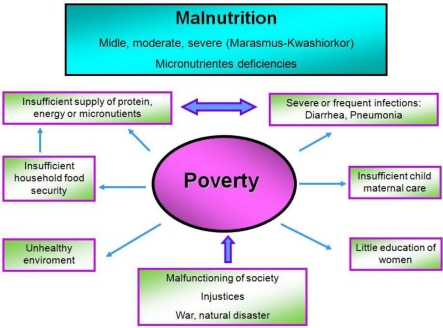 Malnutrition
Midle, moderate, severe (Marasmus-Kwashiorkor)
Micronutrientes deficiencies
Insufficient supply of protein,
energy or micronutients
Severe or frequent infections:
Diarrhea, Pneumonia
Insufficient
household food
security
Poverty
Insufficient child
maternal care
Unhealthy
enviroment
Little education of
women
Malfunctioning of society
Injustices
War, natural disaster